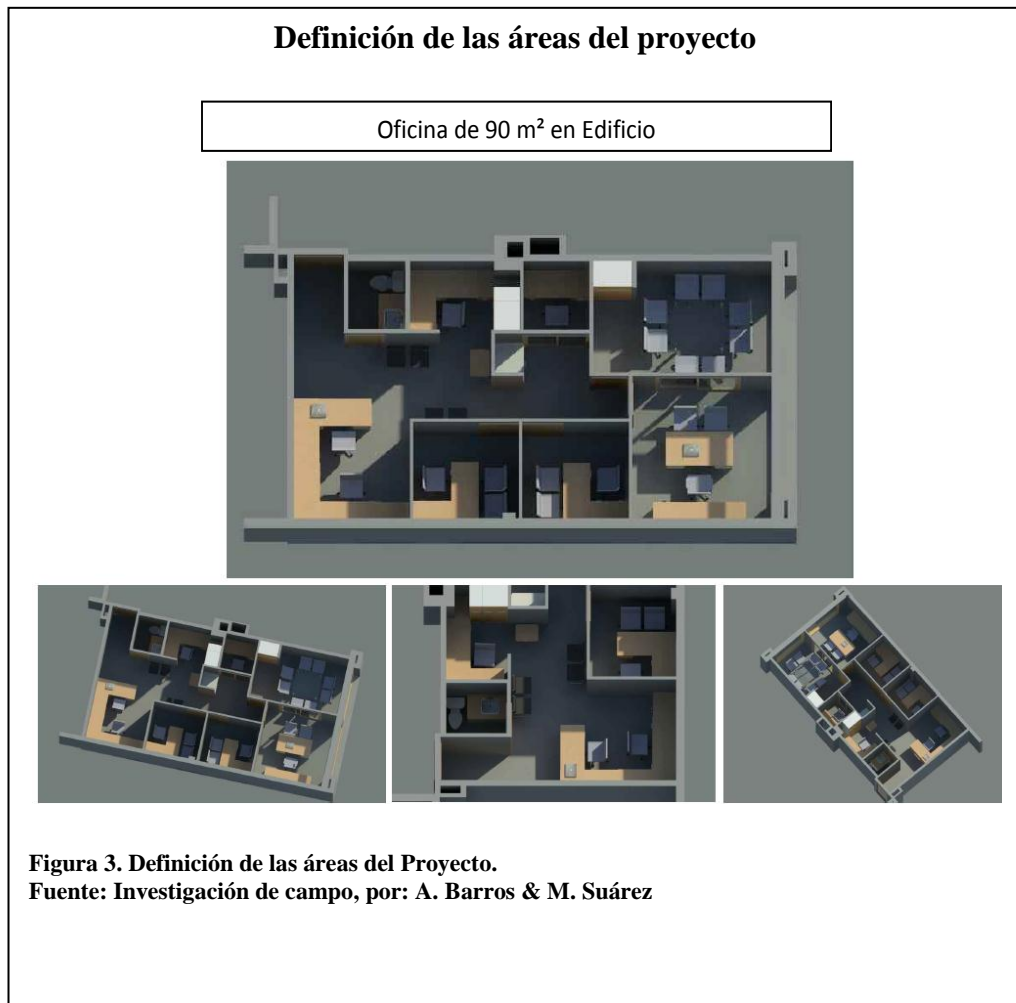 Definición de las áreas del proyecto
Oficina de 90 m² en Edificio
Figura 3. Definición de las áreas del Proyecto.
Fuente: Investigación de campo, por: A. Barros & M. Suárez